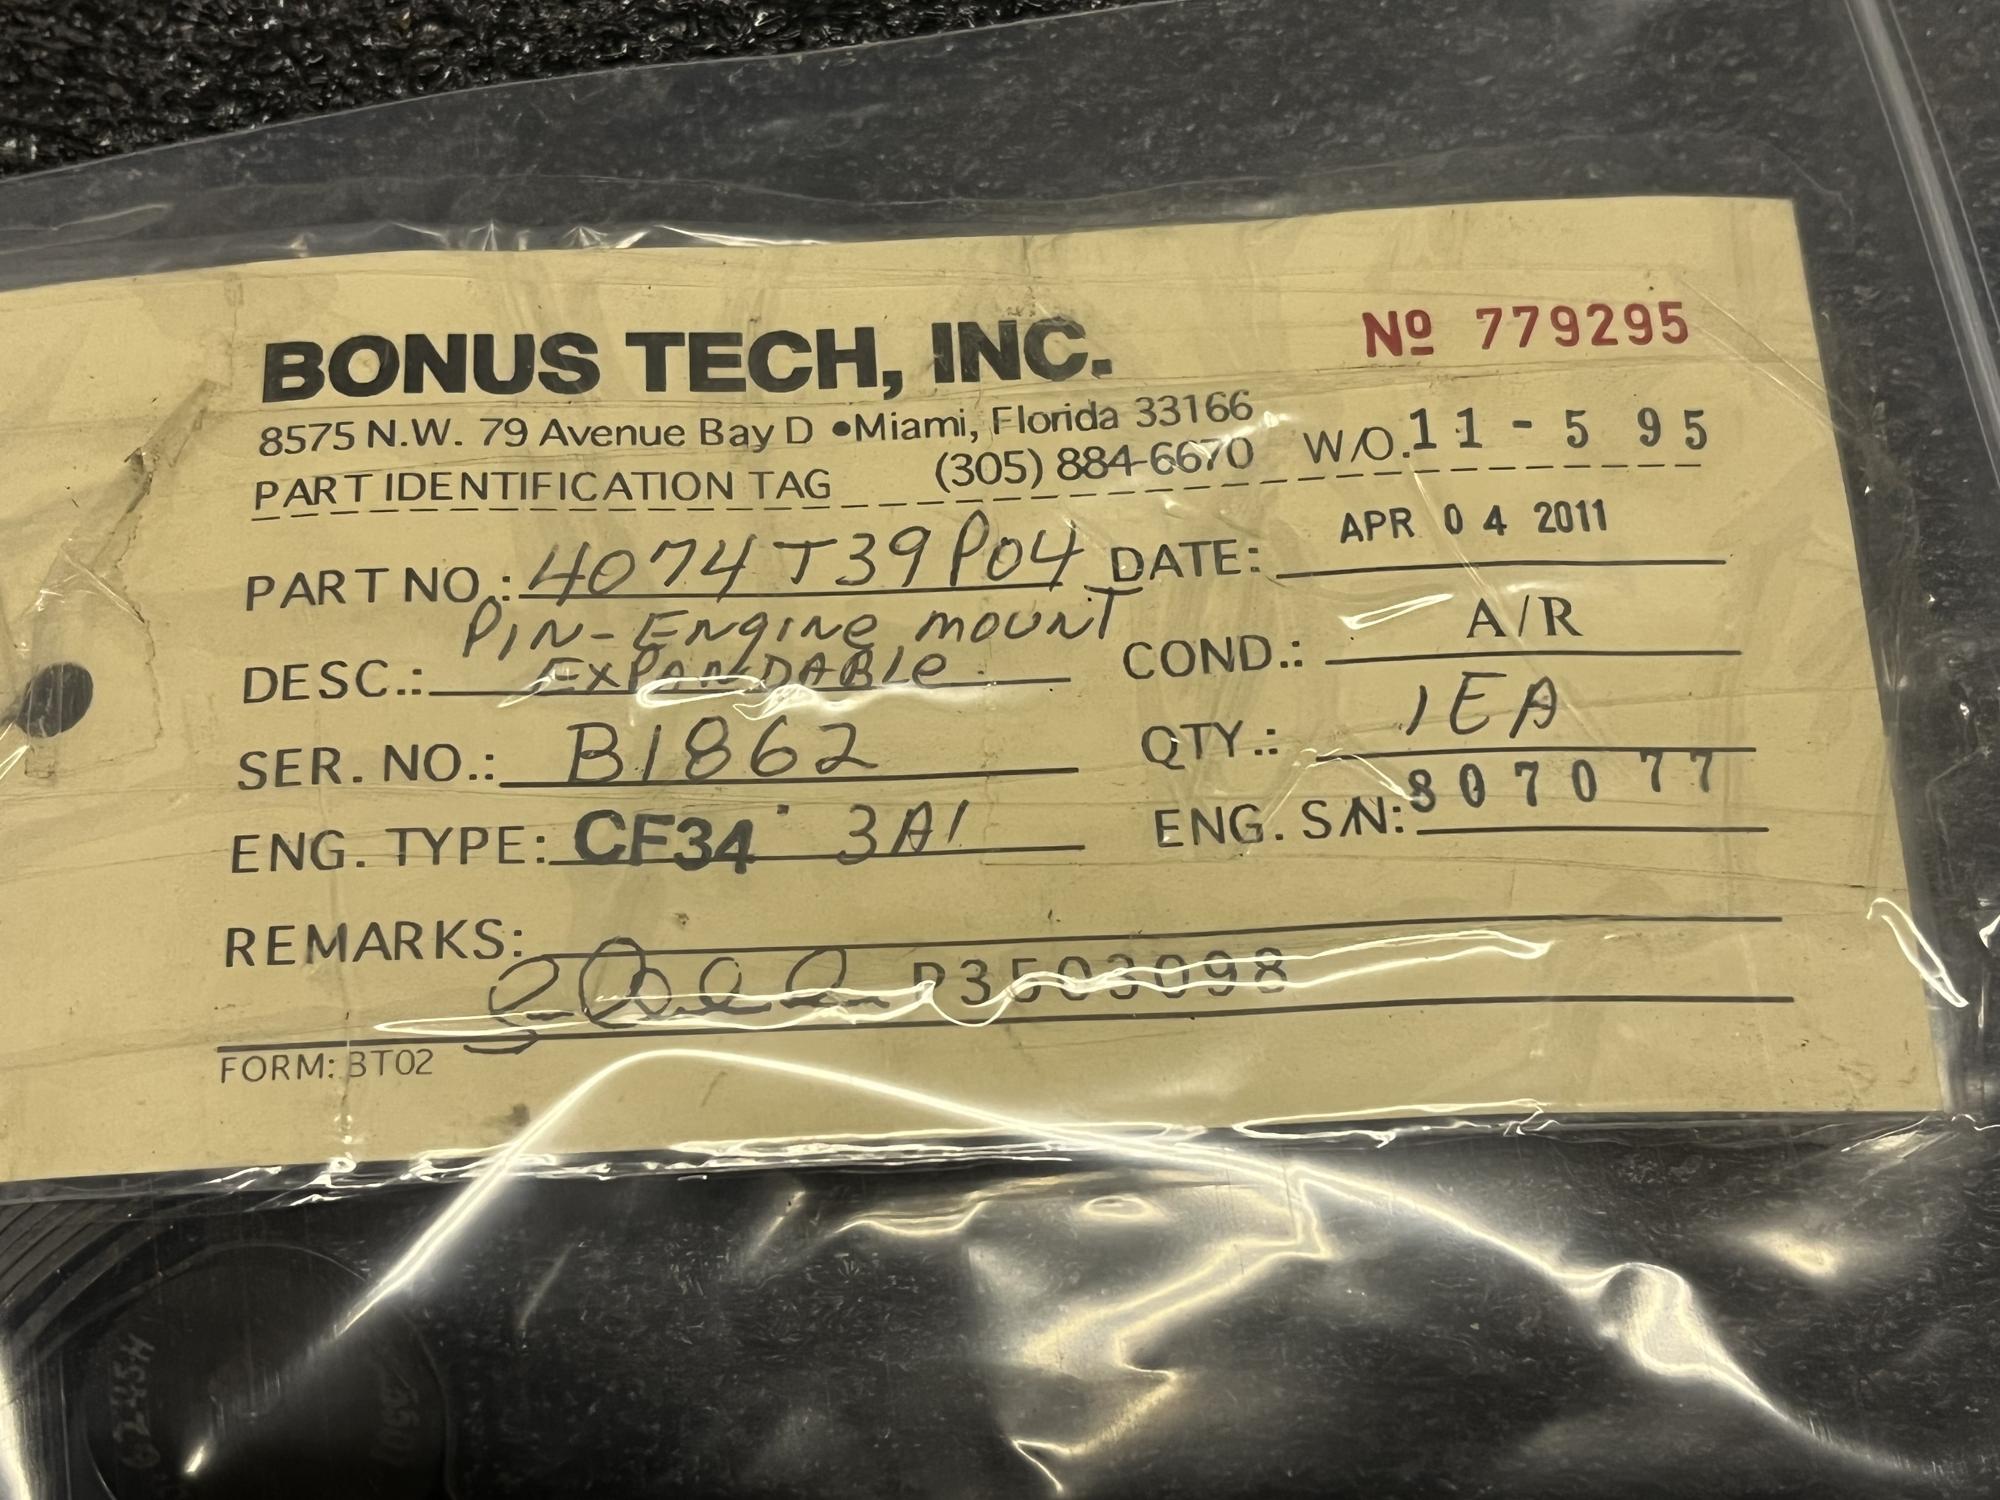 BONUS TECH, INC.
Nº 779295
8575 N.W. 79 Avenue Bay D •Miami, Florida 33166
(305) 884-6670
W/O. 11-5 95
PART IDENTIFICATION TAG
PART NO.: 4074T39P04
DATE: APR 04 2011
DESC.: PIN-ENgiNe mouNT
EXPANDABLe
COND.: A/R
SER. NO.: B1862
QTY.: 1EA
ENG. TYPE: CF34 3A1
ENG. S/N: 807077
REMARKS:
FORM: BT02